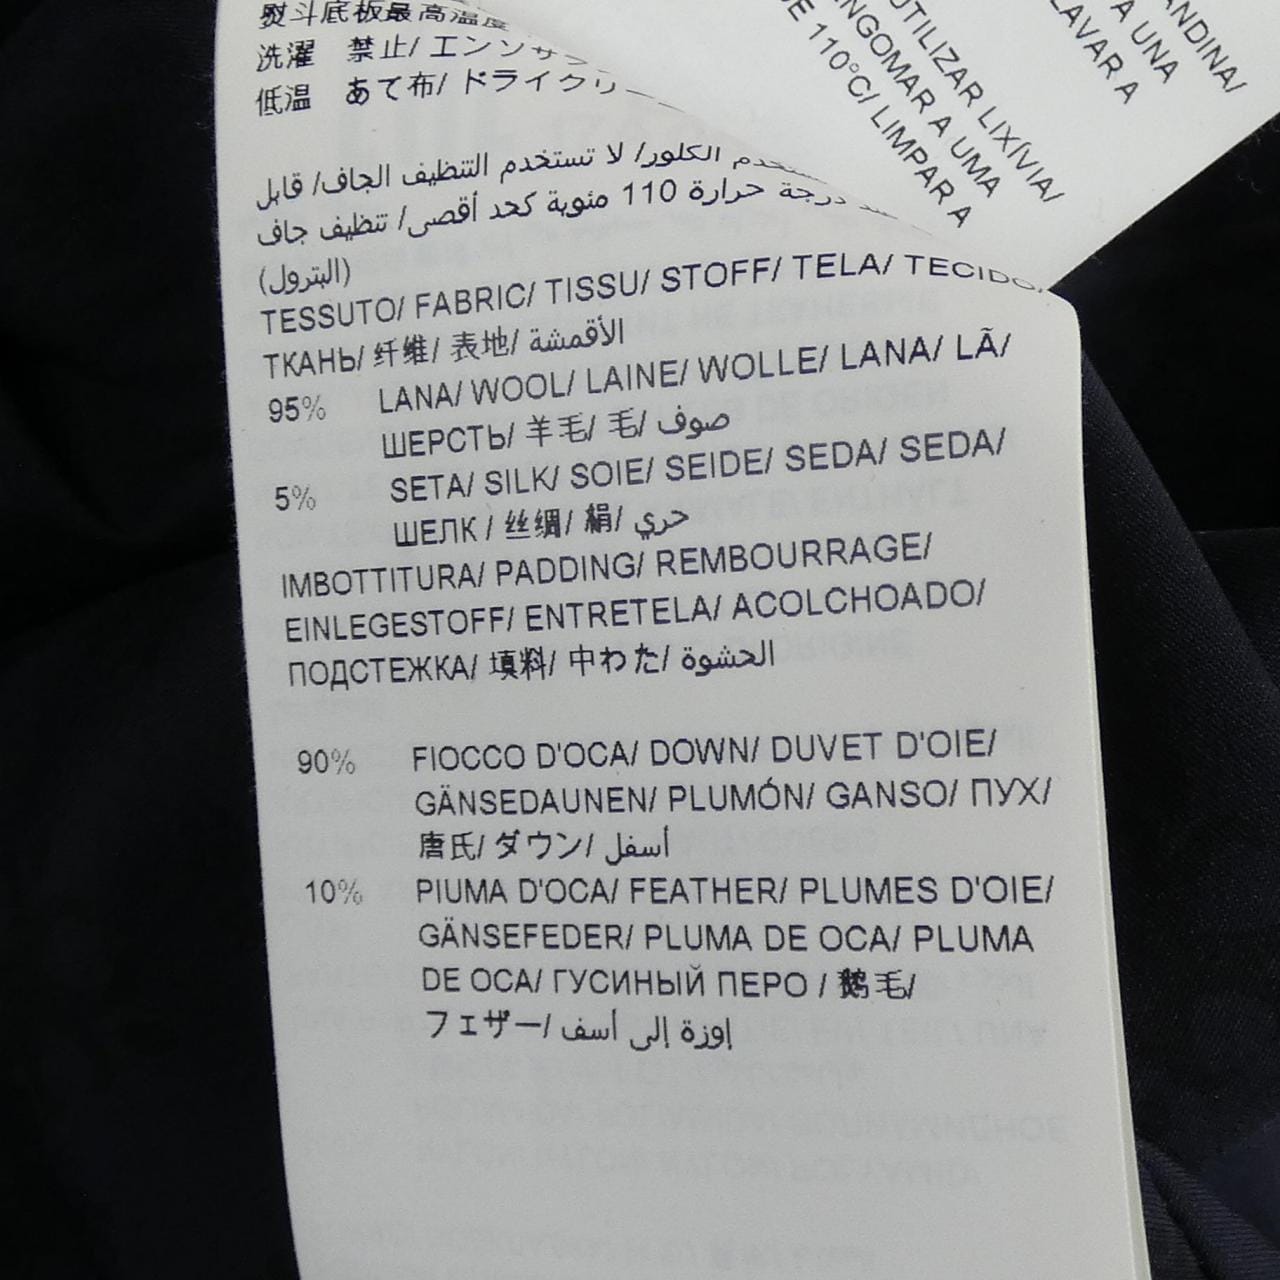 熨斗底板最高温度
洗濯 禁止/ エンソサラ
低温 あて布/ ドライクリー
الكلور/ لا تستخدم التنظيف الجاف/ قابل
درجة حرارة 110 مئوية كحد أقصى/ تنظيف جاف
(البترول)
TESSUTO/ FABRIC/ TISSU/ STOFF/ TELA/ TECIDO/
ТКАНЬ/ 纤维/ 表地/ الأقمشة
95% LANA/ WOOL/ LAINE/ WOLLE/ LANA/ LÃ/
ШЕРСТЬ/ 羊毛/ 毛/ صوف
5% SETA/ SILK/ SOIE/ SEIDE/ SEDA/ SEDA/
ШЕЛК / 丝绸/ 絹/ حري
IMBOTTITURA/ PADDING/ REMBOURRAGE/
EINLEGESTOFF/ ENTRETELA/ ACOLCHOADO/
ПОДСТЕЖКА/ 填料/ 中わた/ الحشوة
90% FIOCCO D'OCA/ DOWN/ DUVET D'OIE/
GÄNSEDAUNEN/ PLUMÓN/ GANSO/ ПУХ/
唐氏/ ダウン/ أسفل
10% PIUMA D'OCA/ FEATHER/ PLUMES D'OIE/
GÄNSEFEDER/ PLUMA DE OCA/ PLUMA
DE OCA/ ГУСИНЫЙ ПЕРО / 鹅毛/
フェザー/ إوزة إلى أسف
ANDINA/
A UNA
LAVAR A
UTILIZAR LIXÍVIA/
NGOMAR A UMA
DE 110°C/ LIMPAR A